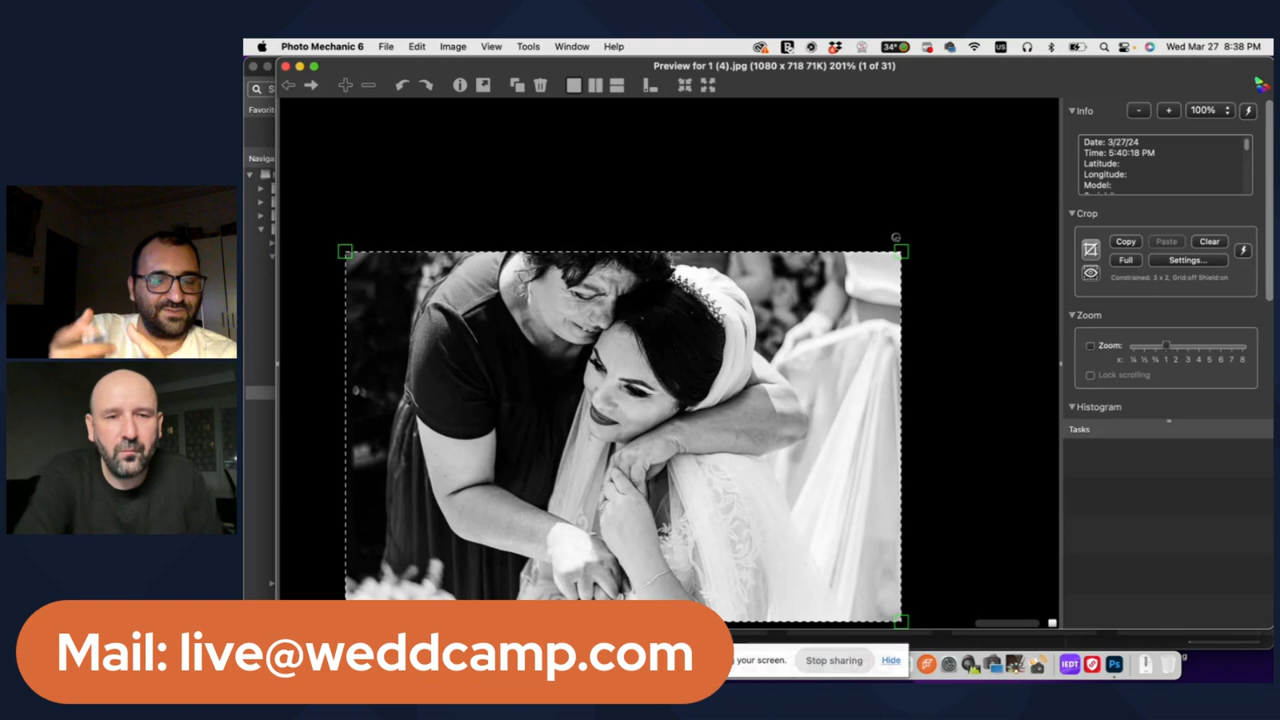 Photo Mechanic 6 File Edit Image View Tools Window Help
34° US Wed Mar 27 8:38 PM
Preview for 1 (4).jpg (1080 x 718 71K) 201% (1 of 31)
S
Favorit
Naviga
Info - + 100%
Date: 3/27/24
Time: 5:40:18 PM
Latitude:
Longitude:
Model:
Crop
Copy Paste Clear
Full Settings...
Constrained: 3 x 2, Grid:off Shield:on
Zoom
Zoom:
x: ¼ ½ ¾ 1 2 3 4 5 6 7 8
Lock scrolling
Histogram
Tasks
Mail: live@weddcamp.com
your screen. Stop sharing Hide
IEDT Ps